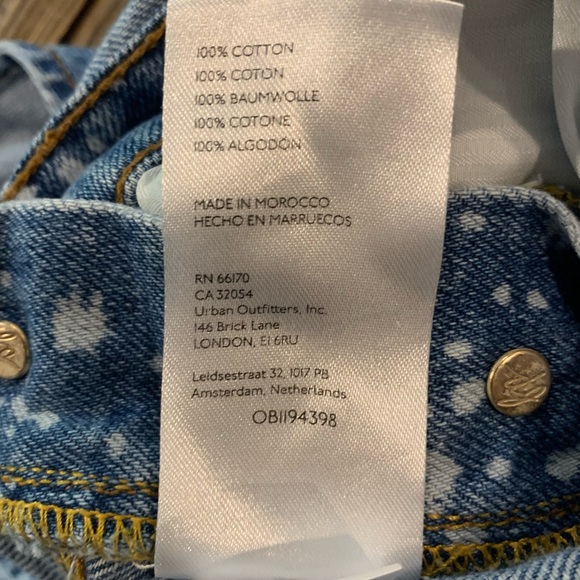 100% COTTON
100% COTON
100% BAUMWOLLE
100% COTONE
100% ALGODÓN
MADE IN MOROCCO
HECHO EN MARRUECOS
RN 66170
CA 32054
Urban Outfitters, Inc.
146 Brick Lane
LONDON, E1 6RU
Leidsestraat 32, 1017 PB
Amsterdam, Netherlands
OB1194398